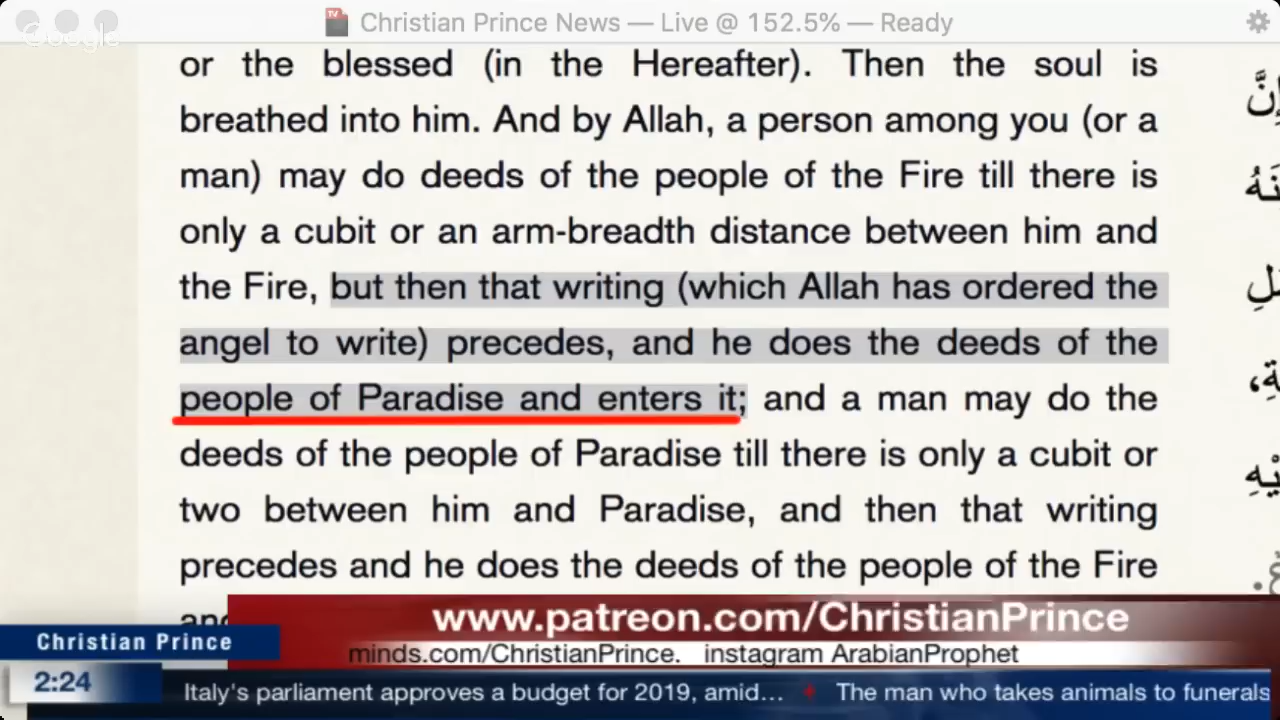 Christian Prince News — Live @ 152.5% — Ready
Google
or the blessed (in the Hereafter). Then the soul is
breathed into him. And by Allah, a person among you (or a
man) may do deeds of the people of the Fire till there is
only a cubit or an arm-breadth distance between him and
the Fire, but then that writing (which Allah has ordered the
angel to write) precedes, and he does the deeds of the
people of Paradise and enters it; and a man may do the
deeds of the people of Paradise till there is only a cubit or
two between him and Paradise, and then that writing
precedes and he does the deeds of the people of the Fire
www.patreon.com/ChristianPrince
Christian Prince
minds.com/ChristianPrince. instagram ArabianProphet
2:24
Italy's parliament approves a budget for 2019, amid... The man who takes animals to funerals